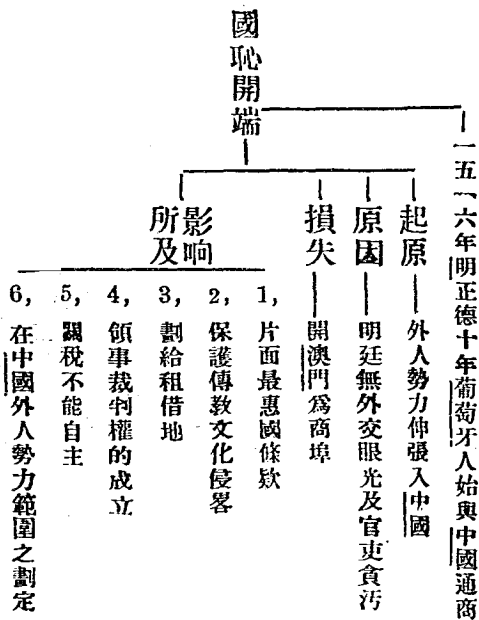 國恥開端
一五一六年明正德十年葡萄牙人始與中國通商
起原
外人勢力伸張入中國
原因
明廷無外交眼光及官吏貪汚
損失
開澳門爲商埠
影响
所及
1, 片面最惠國條欵
2, 保護傳敎文化侵畧
3, 劃給租借地
4, 領事裁判權的成立
5, 關稅不能自主
6, 在中國外人勢力範圍之劃定